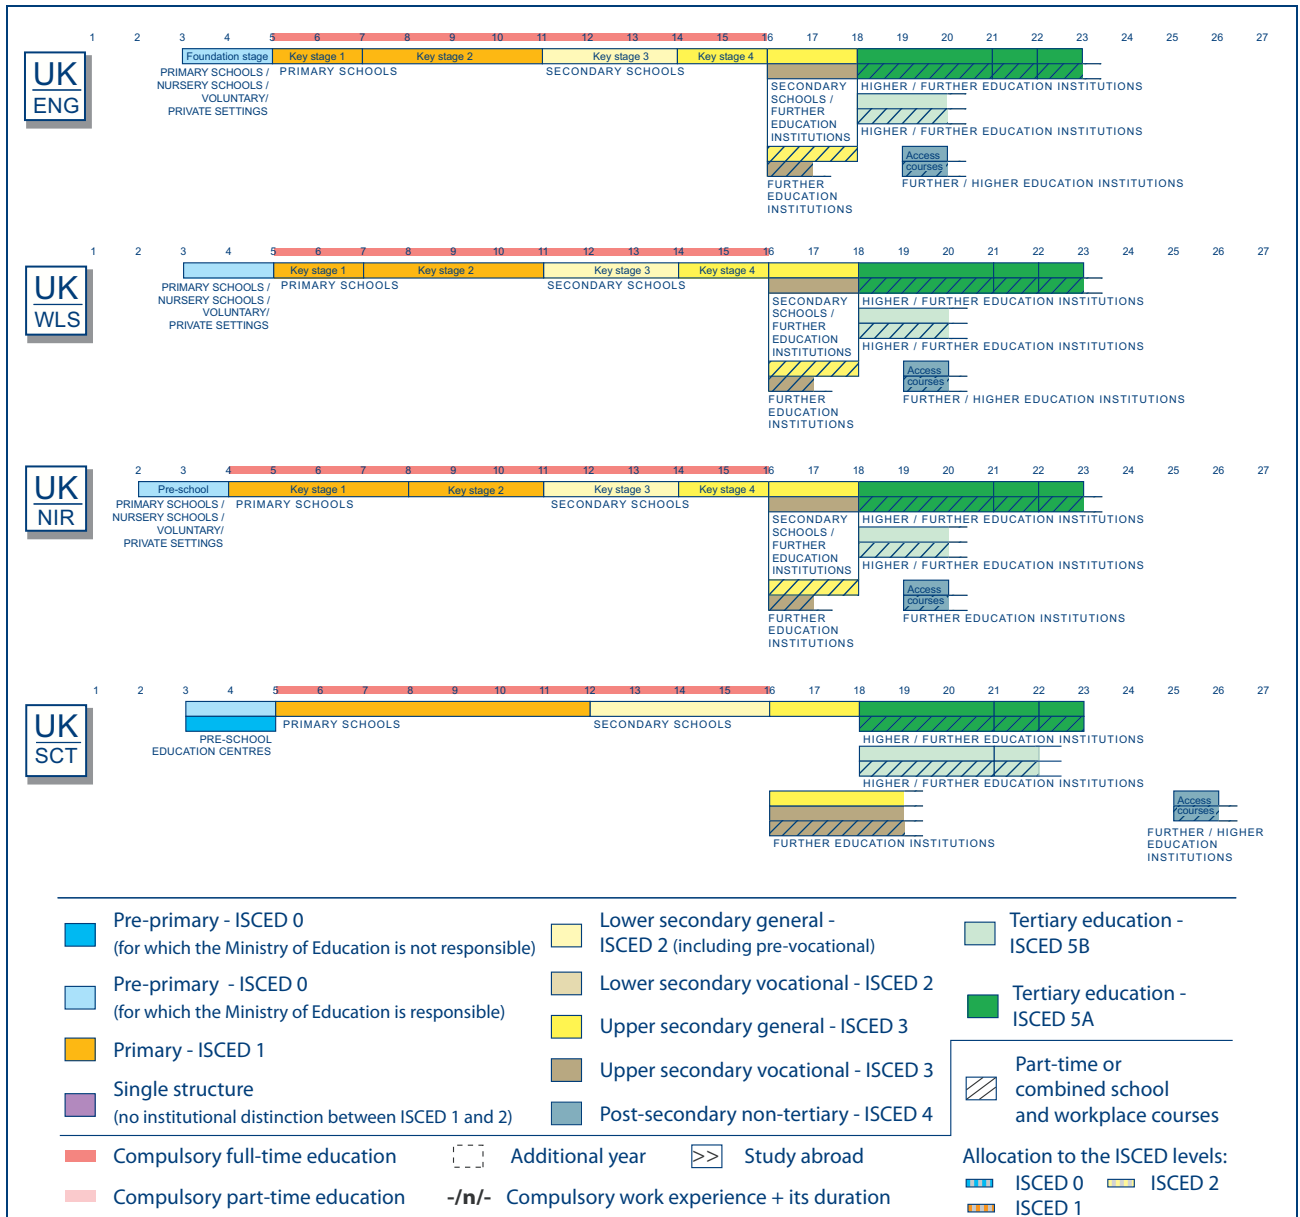 1 2 3 4 5 6 7 8 9 10 11 12 13 14 15 16 17 18 19 20 21 22 23 24 25 26 27
UK
ENG
Foundation stage Key stage 1 Key stage 2 Key stage 3 Key stage 4
PRIMARY SCHOOLS /
NURSERY SCHOOLS /
VOLUNTARY/
PRIVATE SETTINGS
PRIMARY SCHOOLS
SECONDARY SCHOOLS
SECONDARY
SCHOOLS /
FURTHER
EDUCATION
INSTITUTIONS
HIGHER / FURTHER EDUCATION INSTITUTIONS
HIGHER / FURTHER EDUCATION INSTITUTIONS
Access
courses
FURTHER
EDUCATION
INSTITUTIONS
FURTHER / HIGHER EDUCATION INSTITUTIONS
1 2 3 4 5 6 7 8 9 10 11 12 13 14 15 16 17 18 19 20 21 22 23 24 25 26 27
UK
WLS
Key stage 1 Key stage 2 Key stage 3 Key stage 4
PRIMARY SCHOOLS /
NURSERY SCHOOLS /
VOLUNTARY/
PRIVATE SETTINGS
PRIMARY SCHOOLS
SECONDARY SCHOOLS
SECONDARY
SCHOOLS /
FURTHER
EDUCATION
INSTITUTIONS
HIGHER / FURTHER EDUCATION INSTITUTIONS
HIGHER / FURTHER EDUCATION INSTITUTIONS
Access
courses
FURTHER
EDUCATION
INSTITUTIONS
FURTHER / HIGHER EDUCATION INSTITUTIONS
2 3 4 5 6 7 8 9 10 11 12 13 14 15 16 17 18 19 20 21 22 23 24 25 26 27
UK
NIR
Pre-school Key stage 1 Key stage 2 Key stage 3 Key stage 4
PRIMARY SCHOOLS /
NURSERY SCHOOLS /
VOLUNTARY/
PRIVATE SETTINGS
PRIMARY SCHOOLS
SECONDARY SCHOOLS
SECONDARY
SCHOOLS /
FURTHER
EDUCATION
INSTITUTIONS
HIGHER / FURTHER EDUCATION INSTITUTIONS
HIGHER / FURTHER EDUCATION INSTITUTIONS
Access
courses
FURTHER
EDUCATION
INSTITUTIONS
FURTHER EDUCATION INSTITUTIONS
1 2 3 4 5 6 7 8 9 10 11 12 13 14 15 16 17 18 19 20 21 22 23 24 25 26 27
UK
SCT
PRE-SCHOOL
EDUCATION CENTRES
PRIMARY SCHOOLS
SECONDARY SCHOOLS
HIGHER / FURTHER EDUCATION INSTITUTIONS
HIGHER / FURTHER EDUCATION INSTITUTIONS
Access
courses
FURTHER EDUCATION INSTITUTIONS
FURTHER / HIGHER
EDUCATION
INSTITUTIONS
Pre-primary - ISCED 0
(for which the Ministry of Education is not responsible)
Pre-primary - ISCED 0
(for which the Ministry of Education is responsible)
Primary - ISCED 1
Single structure
(no institutional distinction between ISCED 1 and 2)
Lower secondary general -
ISCED 2 (including pre-vocational)
Lower secondary vocational - ISCED 2
Upper secondary general - ISCED 3
Upper secondary vocational - ISCED 3
Post-secondary non-tertiary - ISCED 4
Tertiary education -
ISCED 5B
Tertiary education -
ISCED 5A
Part-time or
combined school
and workplace courses
Compulsory full-time education
Additional year
>> Study abroad
Compulsory part-time education
-/n/- Compulsory work experience + its duration
Allocation to the ISCED levels:
ISCED 0 ISCED 2
ISCED 1